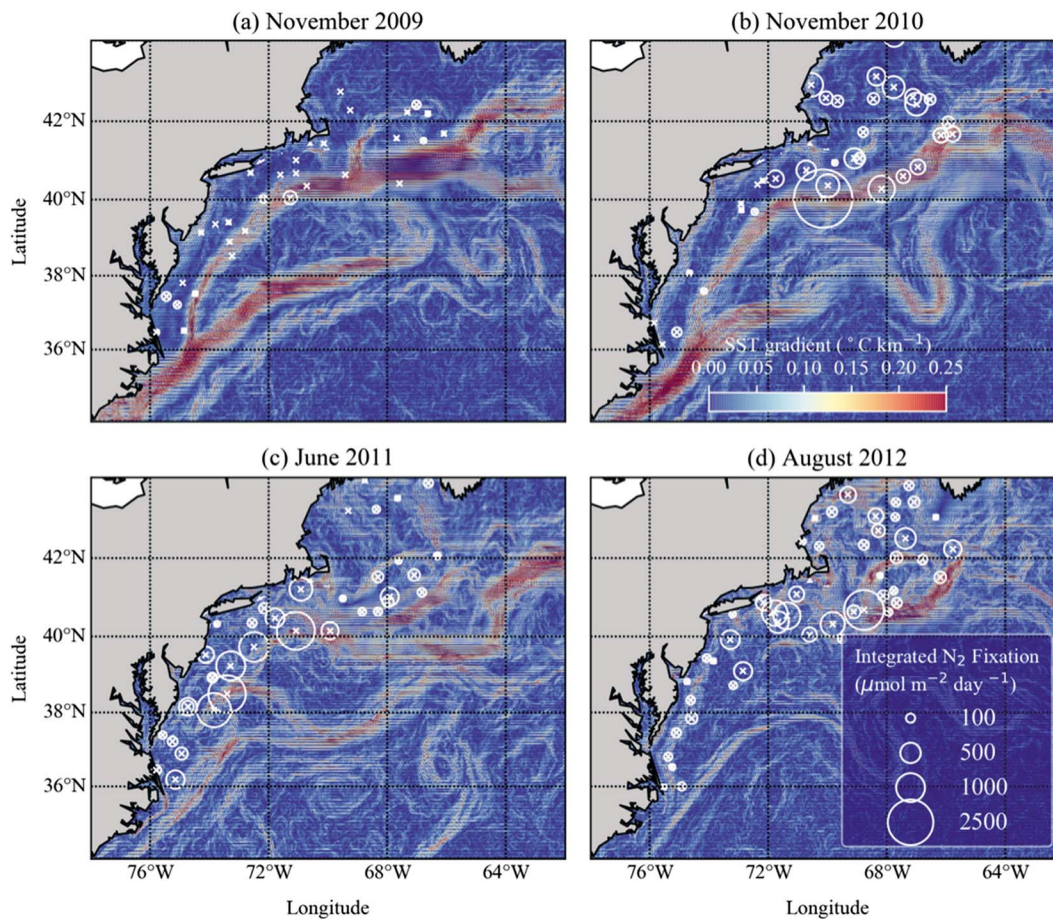 (a) November 2009
(b) November 2010
Latitude
42°N
40°N
38°N
36°N
SST gradient (°C km⁻¹)
0.00 0.05 0.10 0.15 0.20 0.25
(c) June 2011
(d) August 2012
Latitude
42°N
40°N
38°N
36°N
Integrated N₂ Fixation
(μmol m⁻² day ⁻¹)
100
500
1000
2500
76°W 72°W 68°W 64°W
76°W 72°W 68°W 64°W
Longitude
Longitude